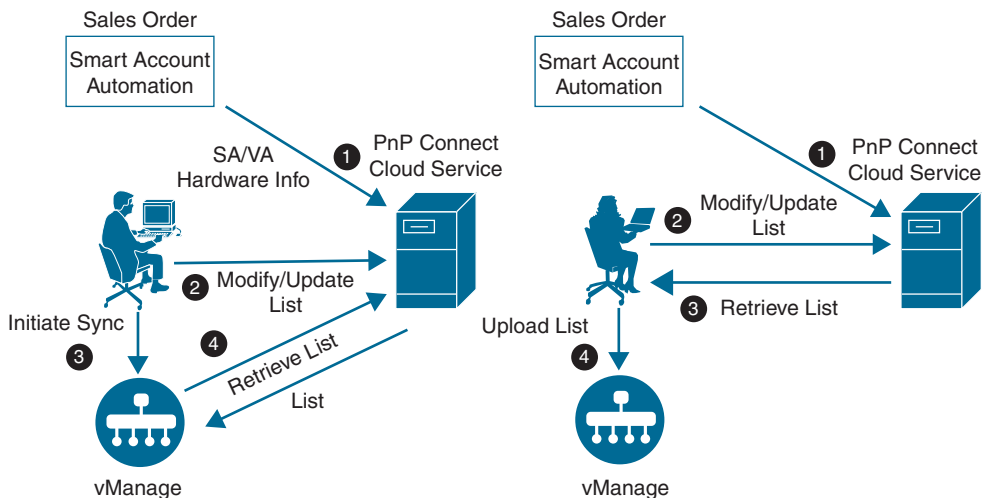 Sales Order
Smart Account
Automation
1
PnP Connect
Cloud Service
SA/VA
Hardware Info
2
Modify/Update
List
Initiate Sync
3
4
Retrieve List
List
vManage
Sales Order
Smart Account
Automation
1
PnP Connect
Cloud Service
2
Modify/Update
List
3
Retrieve List
Upload List
4
vManage